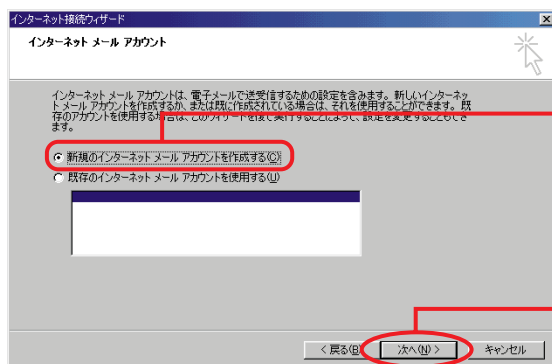 インターネット接続ウィザード
インターネット メール アカウント
インターネット メール アカウントは、電子メールで送受信するための設定を含みます。新しいインターネッ
ト メール アカウントを作成するか、または既に作成されている場合は、それを使用することができます。既
存のアカウントを使用する場合は、このウィザードを後で実行することによって、設定を変更することもでき
ます。
新規のインターネット メール アカウントを作成する(C)
既存のインターネット メール アカウントを使用する(U)
< 戻る(B)
次へ(N) >
キャンセル